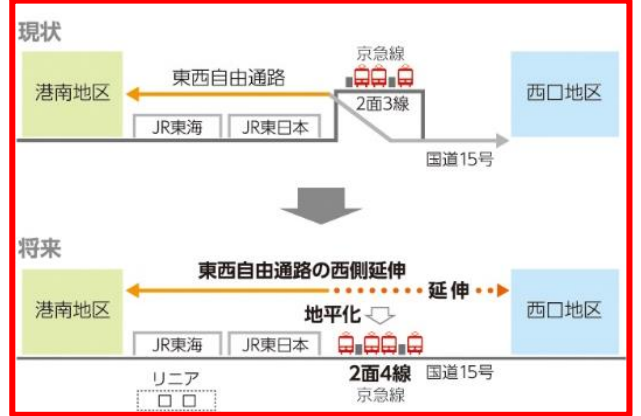 現状
京急線
港南地区
東西自由通路
2面3線
西口地区
JR東海
JR東日本
国道15号
将来
東西自由通路の西側延伸
延伸
港南地区
地平化
西口地区
JR東海
JR東日本
リニア
2面4線
国道15号
京急線